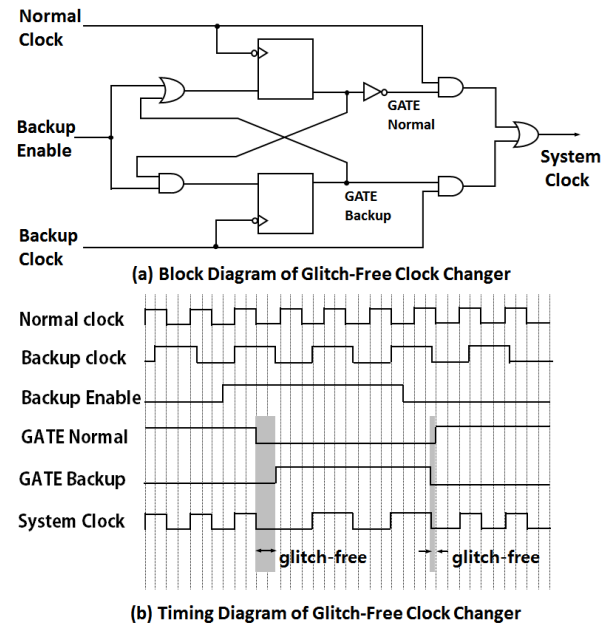 Normal
Clock
Backup
Enable
GATE
Normal
System
Clock
GATE
Backup
Backup
Clock
(a) Block Diagram of Glitch-Free Clock Changer
Normal clock
Backup clock
Backup Enable
GATE Normal
GATE Backup
System Clock
glitch-free glitch-free
(b) Timing Diagram of Glitch-Free Clock Changer